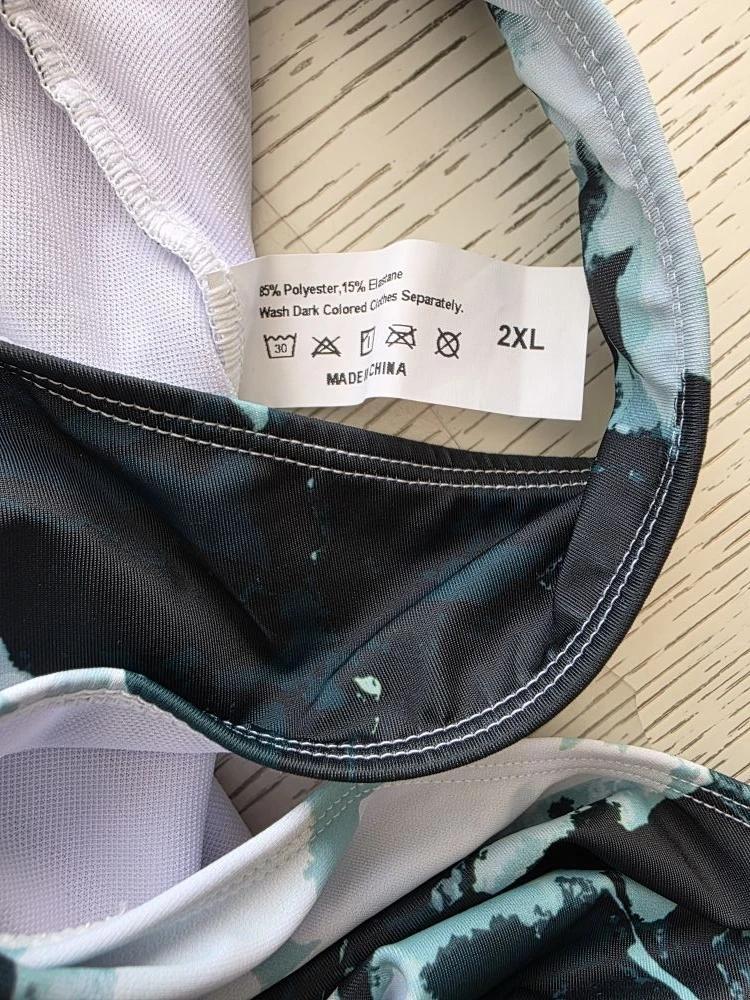 85% Polyester,15% Elastane
Wash Dark Colored Clothes Separately.
30
2XL
MADE IN CHINA